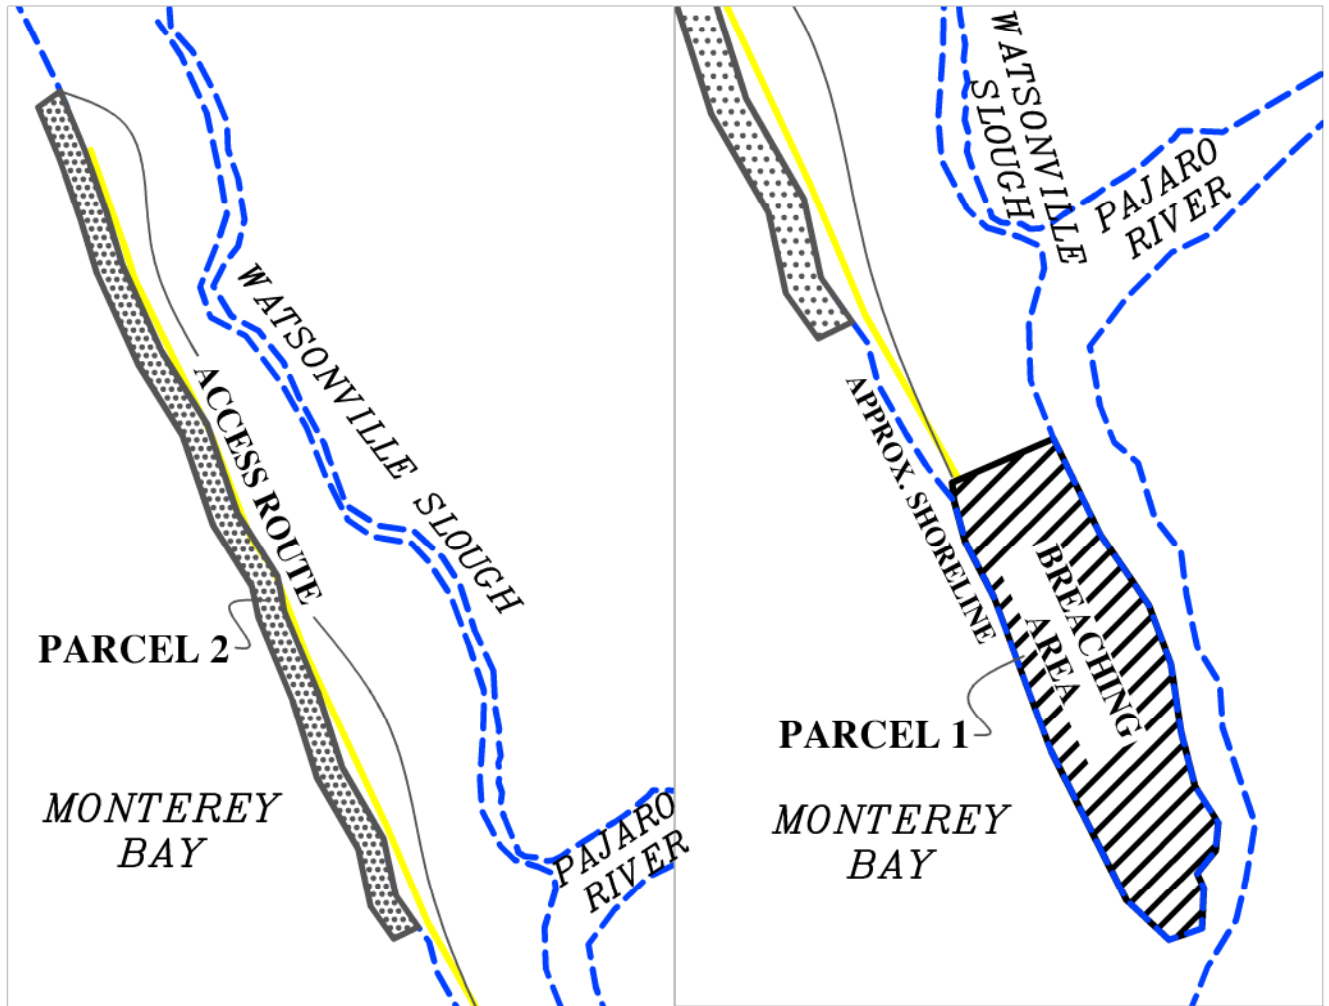 WATSONVILLE SLOUGH
ACCESS ROUTE
PARCEL 2
MONTEREY
BAY
PAJARO
RIVER
WATSONVILLE
SLOUGH
PAJARO
RIVER
APPROX. SHORELINE
BREACHING
AREA
PARCEL 1
MONTEREY
BAY